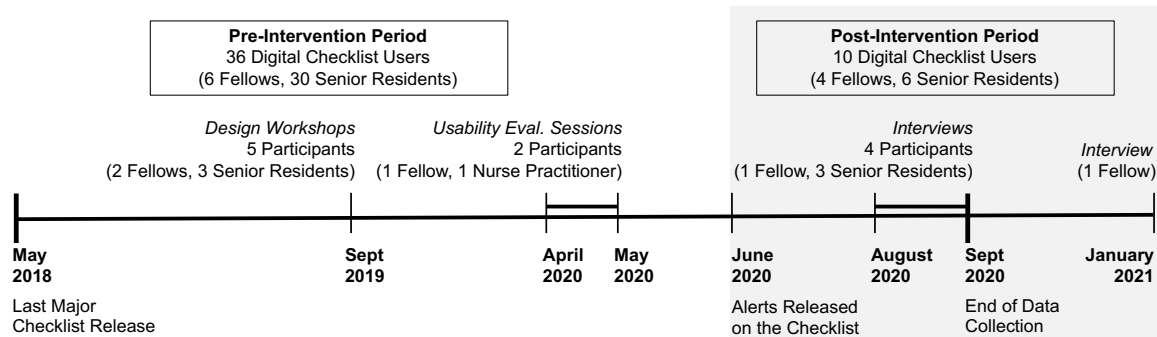 Pre-Intervention Period
36 Digital Checklist Users
(6 Fellows, 30 Senior Residents)
Post-Intervention Period
10 Digital Checklist Users
(4 Fellows, 6 Senior Residents)
Design Workshops
5 Participants
(2 Fellows, 3 Senior Residents)
Usability Eval. Sessions
2 Participants
(1 Fellow, 1 Nurse Practitioner)
Interviews
4 Participants
(1 Fellow, 3 Senior Residents)
Interview
(1 Fellow)
May
2018
Last Major
Checklist Release
Sept
2019
April
2020
May
2020
June
2020
Alerts Released
on the Checklist
August
2020
Sept
2020
End of Data
Collection
January
2021